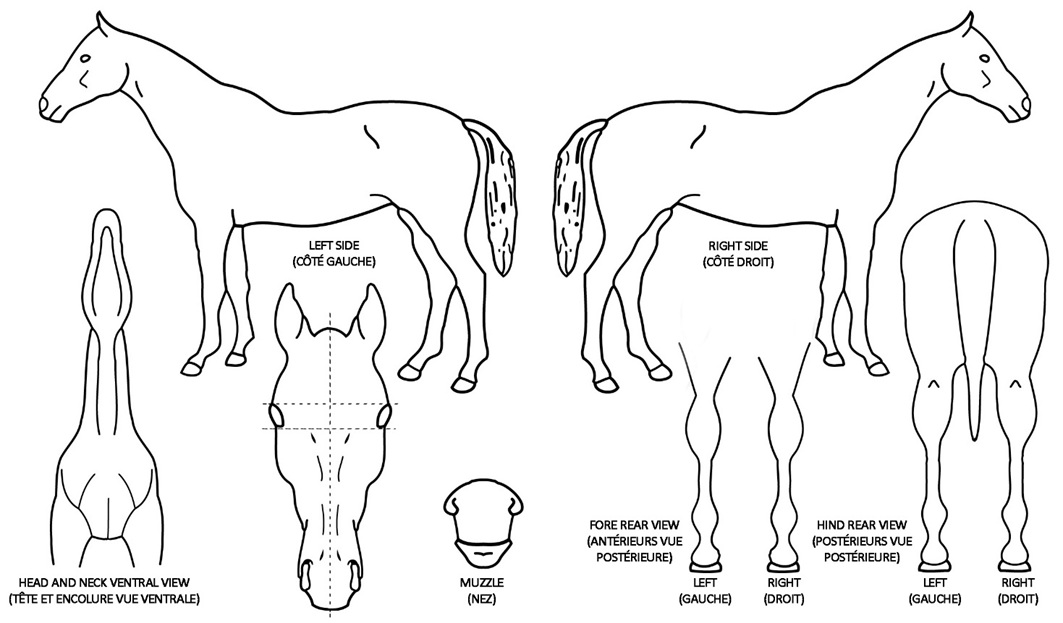 LEFT SIDE
(CÔTÉ GAUCHE)
RIGHT SIDE
(CÔTÉ DROIT)
HEAD AND NECK VENTRAL VIEW
(TÊTE ET ENCOLURE VUE VENTRALE)
MUZZLE
(NEZ)
FORE REAR VIEW
(ANTÉRIEURS VUE
POSTÉRIEURE)
LEFT
(GAUCHE)
RIGHT
(DROIT)
HIND REAR VIEW
(POSTÉRIEURS VUE
POSTÉRIEURE)
LEFT
(GAUCHE)
RIGHT
(DROIT)